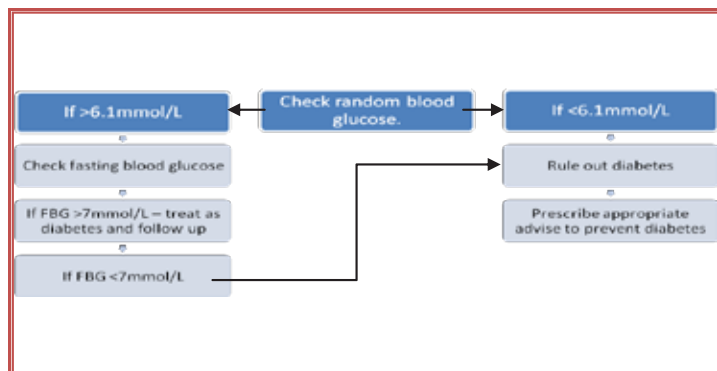 If >6.1mmol/L
Check random blood
glucose.
If <6.1mmol/L
Check fasting blood glucose
Rule out diabetes
If FBG >7mmol/L – treat as
diabetes and follow up
Prescribe appropriate
advise to prevent diabetes
If FBG <7mmol/L